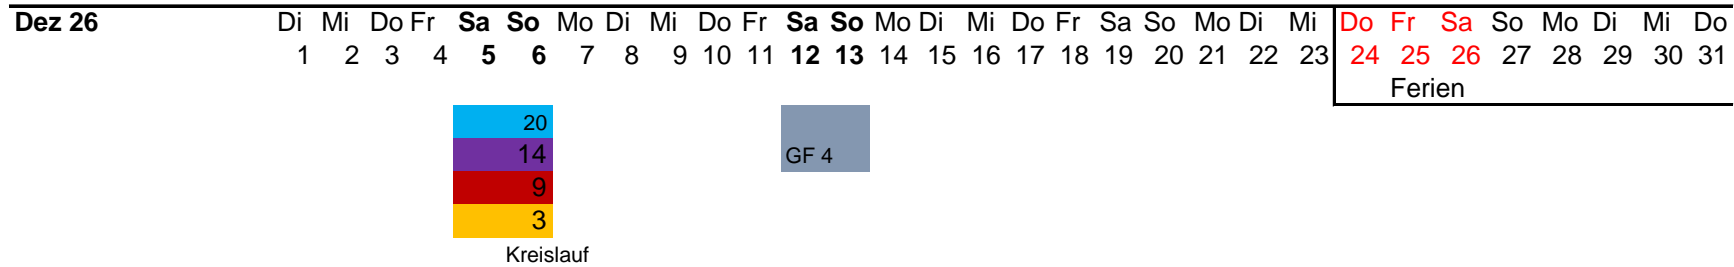 Dez 26 Di Mi Do Fr Sa So Mo Di Mi Do Fr Sa So Mo Di Mi Do Fr Sa So Mo Di Mi Do Fr Sa So Mo Di Mi Do
1 2 3 4 5 6 7 8 9 10 11 12 13 14 15 16 17 18 19 20 21 22 23 24 25 26 27 28 29 30 31
Ferien
20
14 GF 4
9
3
Kreislauf